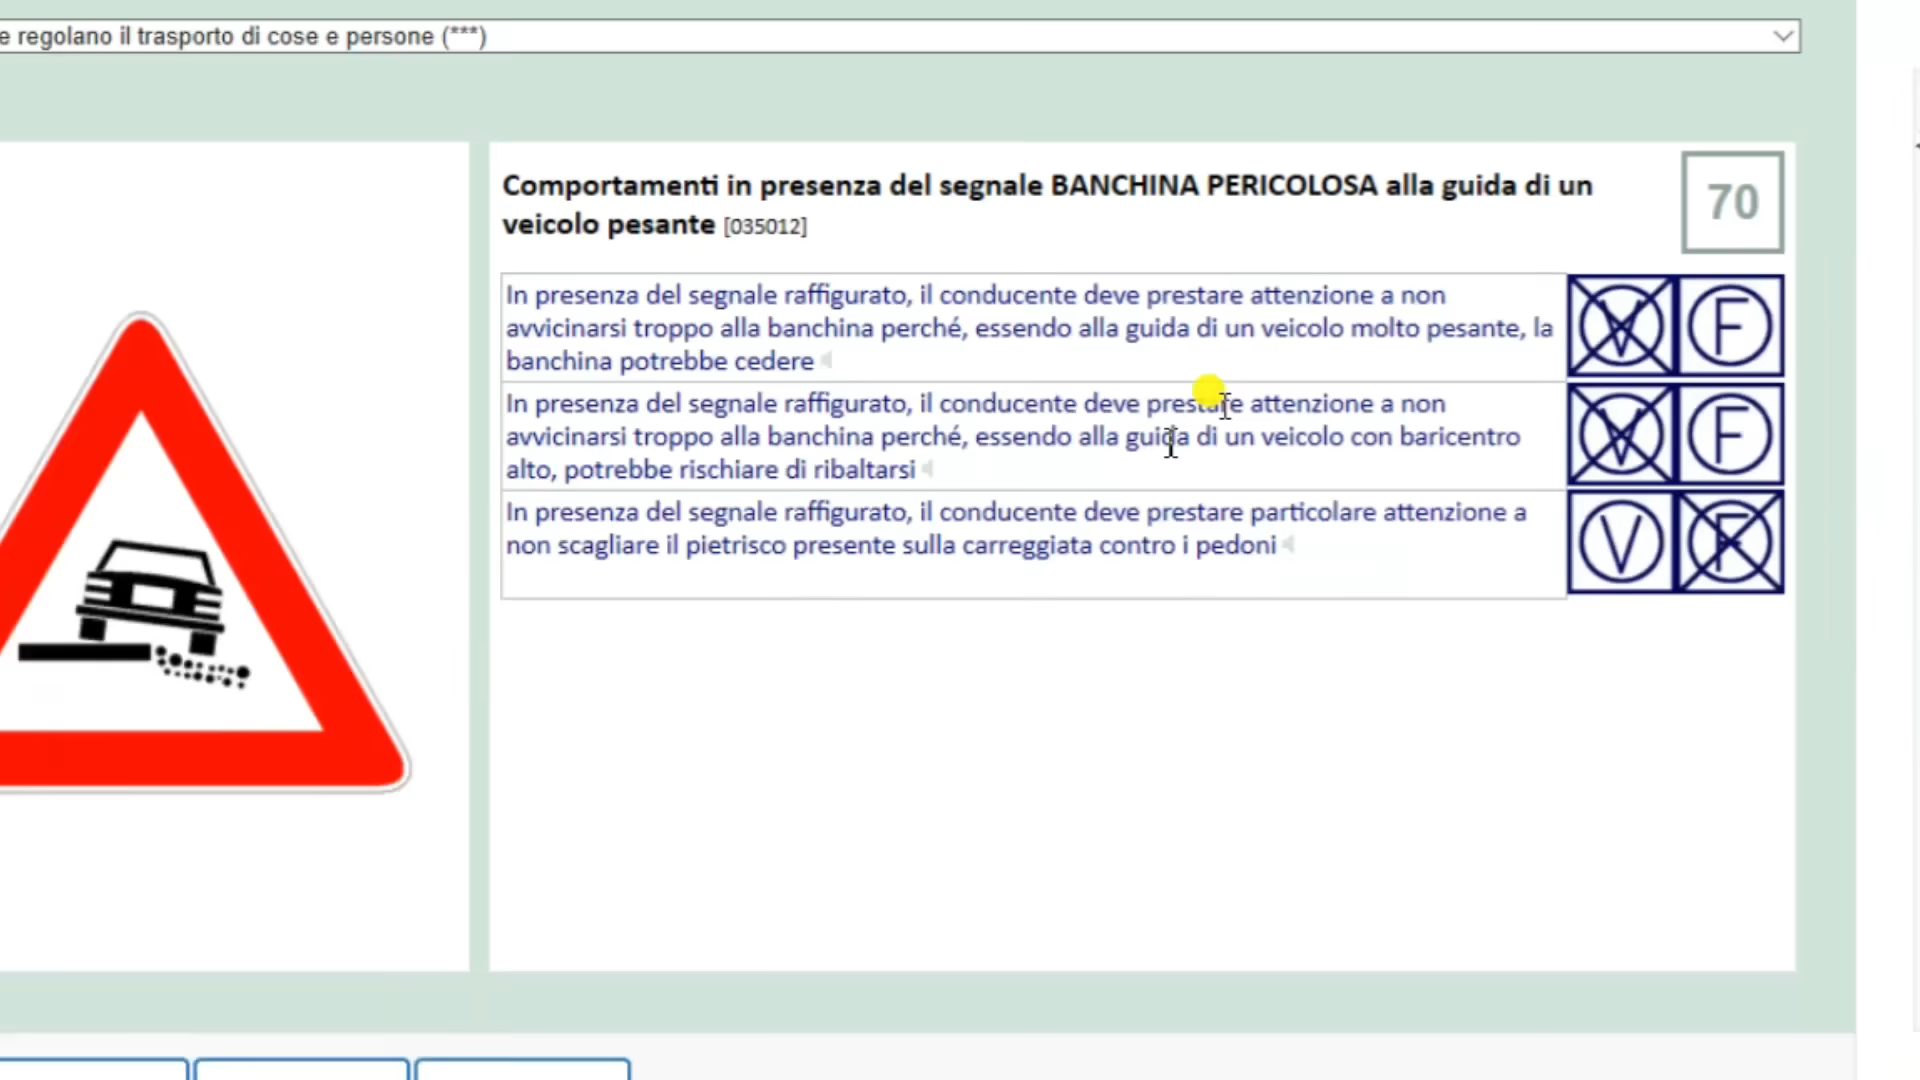 e regolano il trasporto di cose e persone (***)
Comportamenti in presenza del segnale BANCHINA PERICOLOSA alla guida di un
veicolo pesante [035012]
70
In presenza del segnale raffigurato, il conducente deve prestare attenzione a non
avvicinarsi troppo alla banchina perché, essendo alla guida di un veicolo molto pesante, la
banchina potrebbe cedere
V F
In presenza del segnale raffigurato, il conducente deve prestare attenzione a non
avvicinarsi troppo alla banchina perché, essendo alla guida di un veicolo con baricentro
alto, potrebbe rischiare di ribaltarsi
V F
In presenza del segnale raffigurato, il conducente deve prestare particolare attenzione a
non scagliare il pietrisco presente sulla carreggiata contro i pedoni
V F